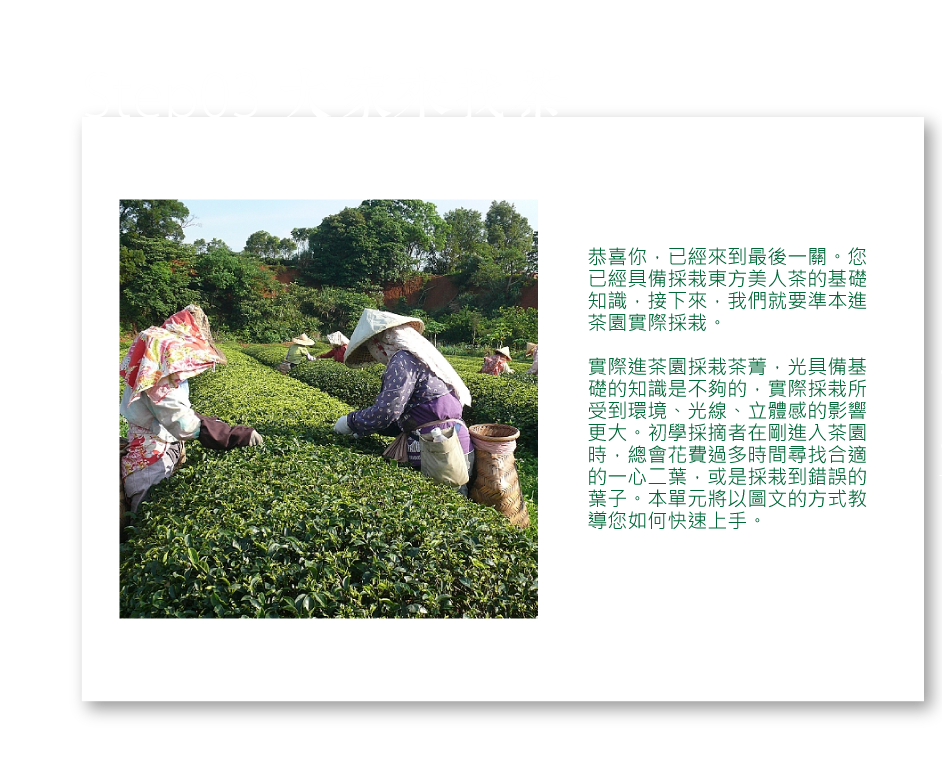 恭喜你，已經來到最後一關。您
已經具備採栽東方美人茶的基礎
知識，接下來，我們就要準本進
茶園實際採栽。
實際進茶園採栽茶菁，光具備基
礎的知識是不夠的，實際採栽所
受到環境、光線、立體感的影響
更大。初學採摘者在剛進入茶園
時，總會花費過多時間尋找合適
的一心二葉，或是採栽到錯誤的
葉子。本單元將以圖文的方式教
導您如何快速上手。